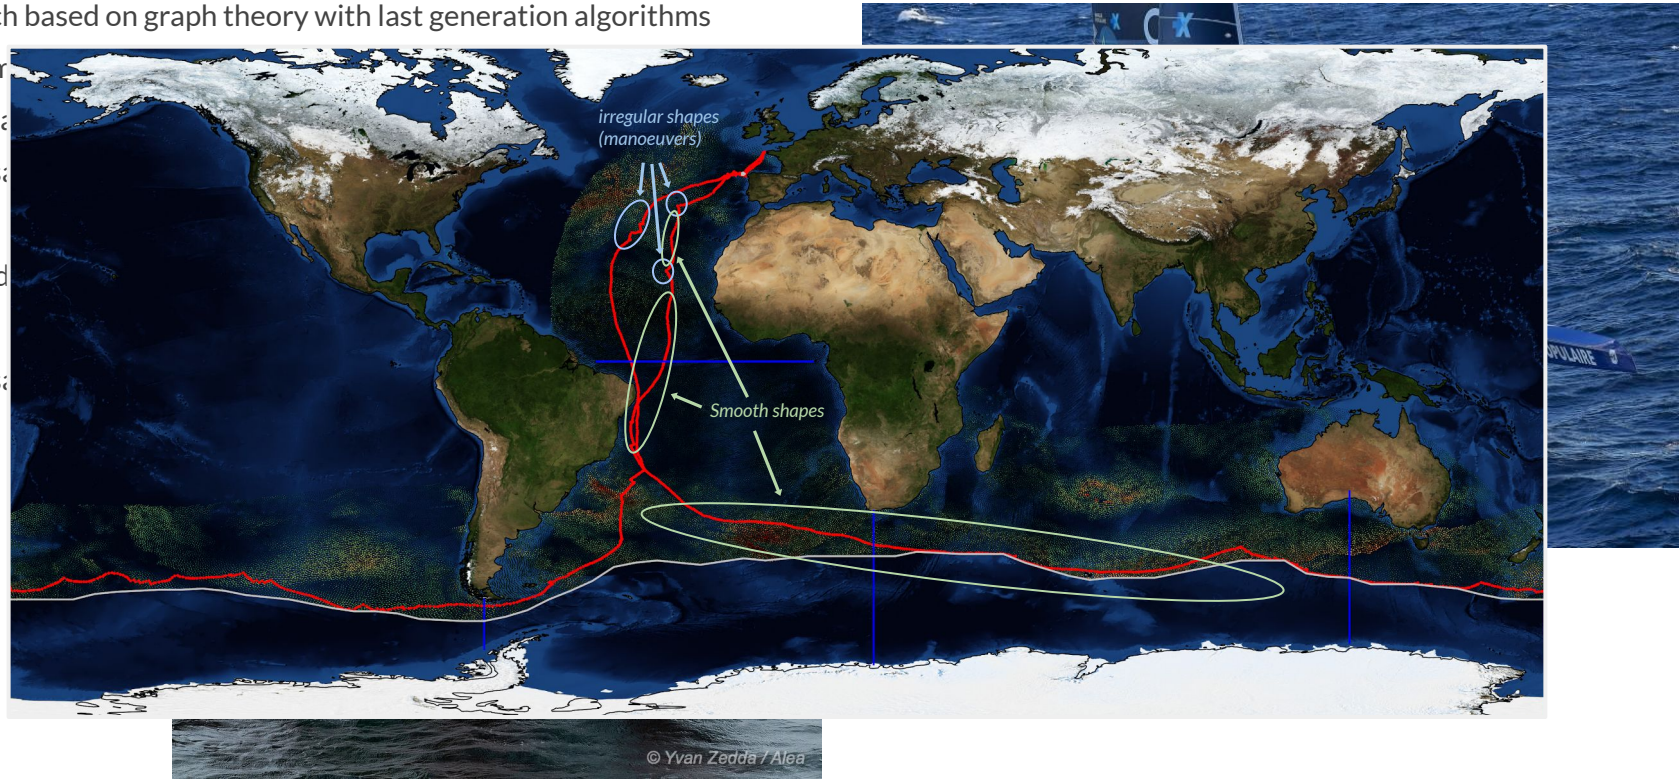 based on graph theory with last generation algorithms
irregular shapes
(manoeuvers)
Smooth shapes
© Yvan Zedda / Alea